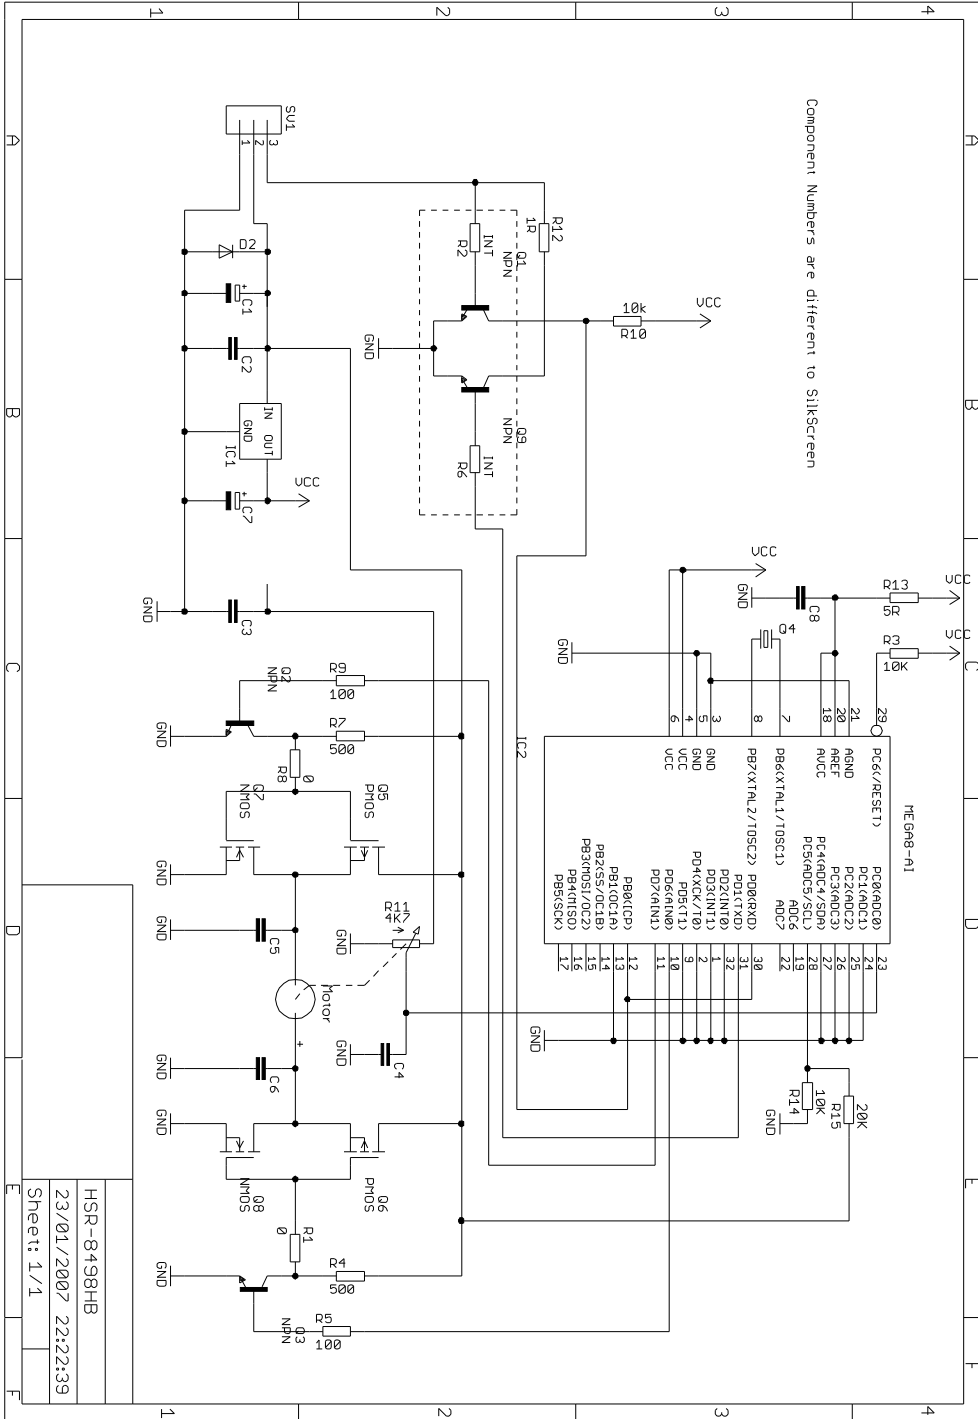 1
2
3
4
A
A
B
B
C
C
D
D
E
E
F
F
1
2
3
4
Component Numbers are different to SilkScreen
SV1
1
2
3
D2
C1
C2
IN OUT
GND
IC1
C7
VCC
C3
GND
R12
1R
INT
R2
Q1
NPN
Q9
NPN
INT
R6
GND
VCC
10k
R10
VCC
GND
C8
R13
5R
VCC
R3
10K
VCC
Q4
GND
IC2
MEGA8-AI
6
4
5
3
8
7
18
20
21
29
VCC
VCC
GND
GND
PB7(XTAL2/TOSC2)
PB6(XTAL1/TOSC1)
AVCC
AREF
AGND
PC6(/RESET)
PC0(ADC0)
PC1(ADC1)
PC2(ADC2)
PC3(ADC3)
PC4(ADC4/SDA)
PC5(ADC5/SCL)
ADC6
ADC7
PD0(RXD)
PD1(TXD)
PD2(INT0)
PD3(INT1)
PD4(XCK/T0)
PD5(T1)
PD6(AIN0)
PD7(AIN1)
PB0(ICP)
PB1(OC1A)
PB2(SS/OC1B)
PB3(MOSI/OC2)
PB4(MISO)
PB5(SCK)
23
24
25
26
27
28
19
22
30
31
32
1
2
9
10
11
12
13
14
15
16
17
GND
R14
10K
R15
20K
GND
Q2
NPN
R9
100
R7
500
R8
0
GND
Q7
NMOS
Q5
PMOS
GND
C5
GND
R11
4K7
GND
Motor
+
C4
GND
C6
GND
Q8
NMOS
Q6
PMOS
GND
R1
0
R4
500
GND
Q3
NPN
R5
100
HSR-8498HB
23/01/2007 22:22:39
Sheet: 1/1